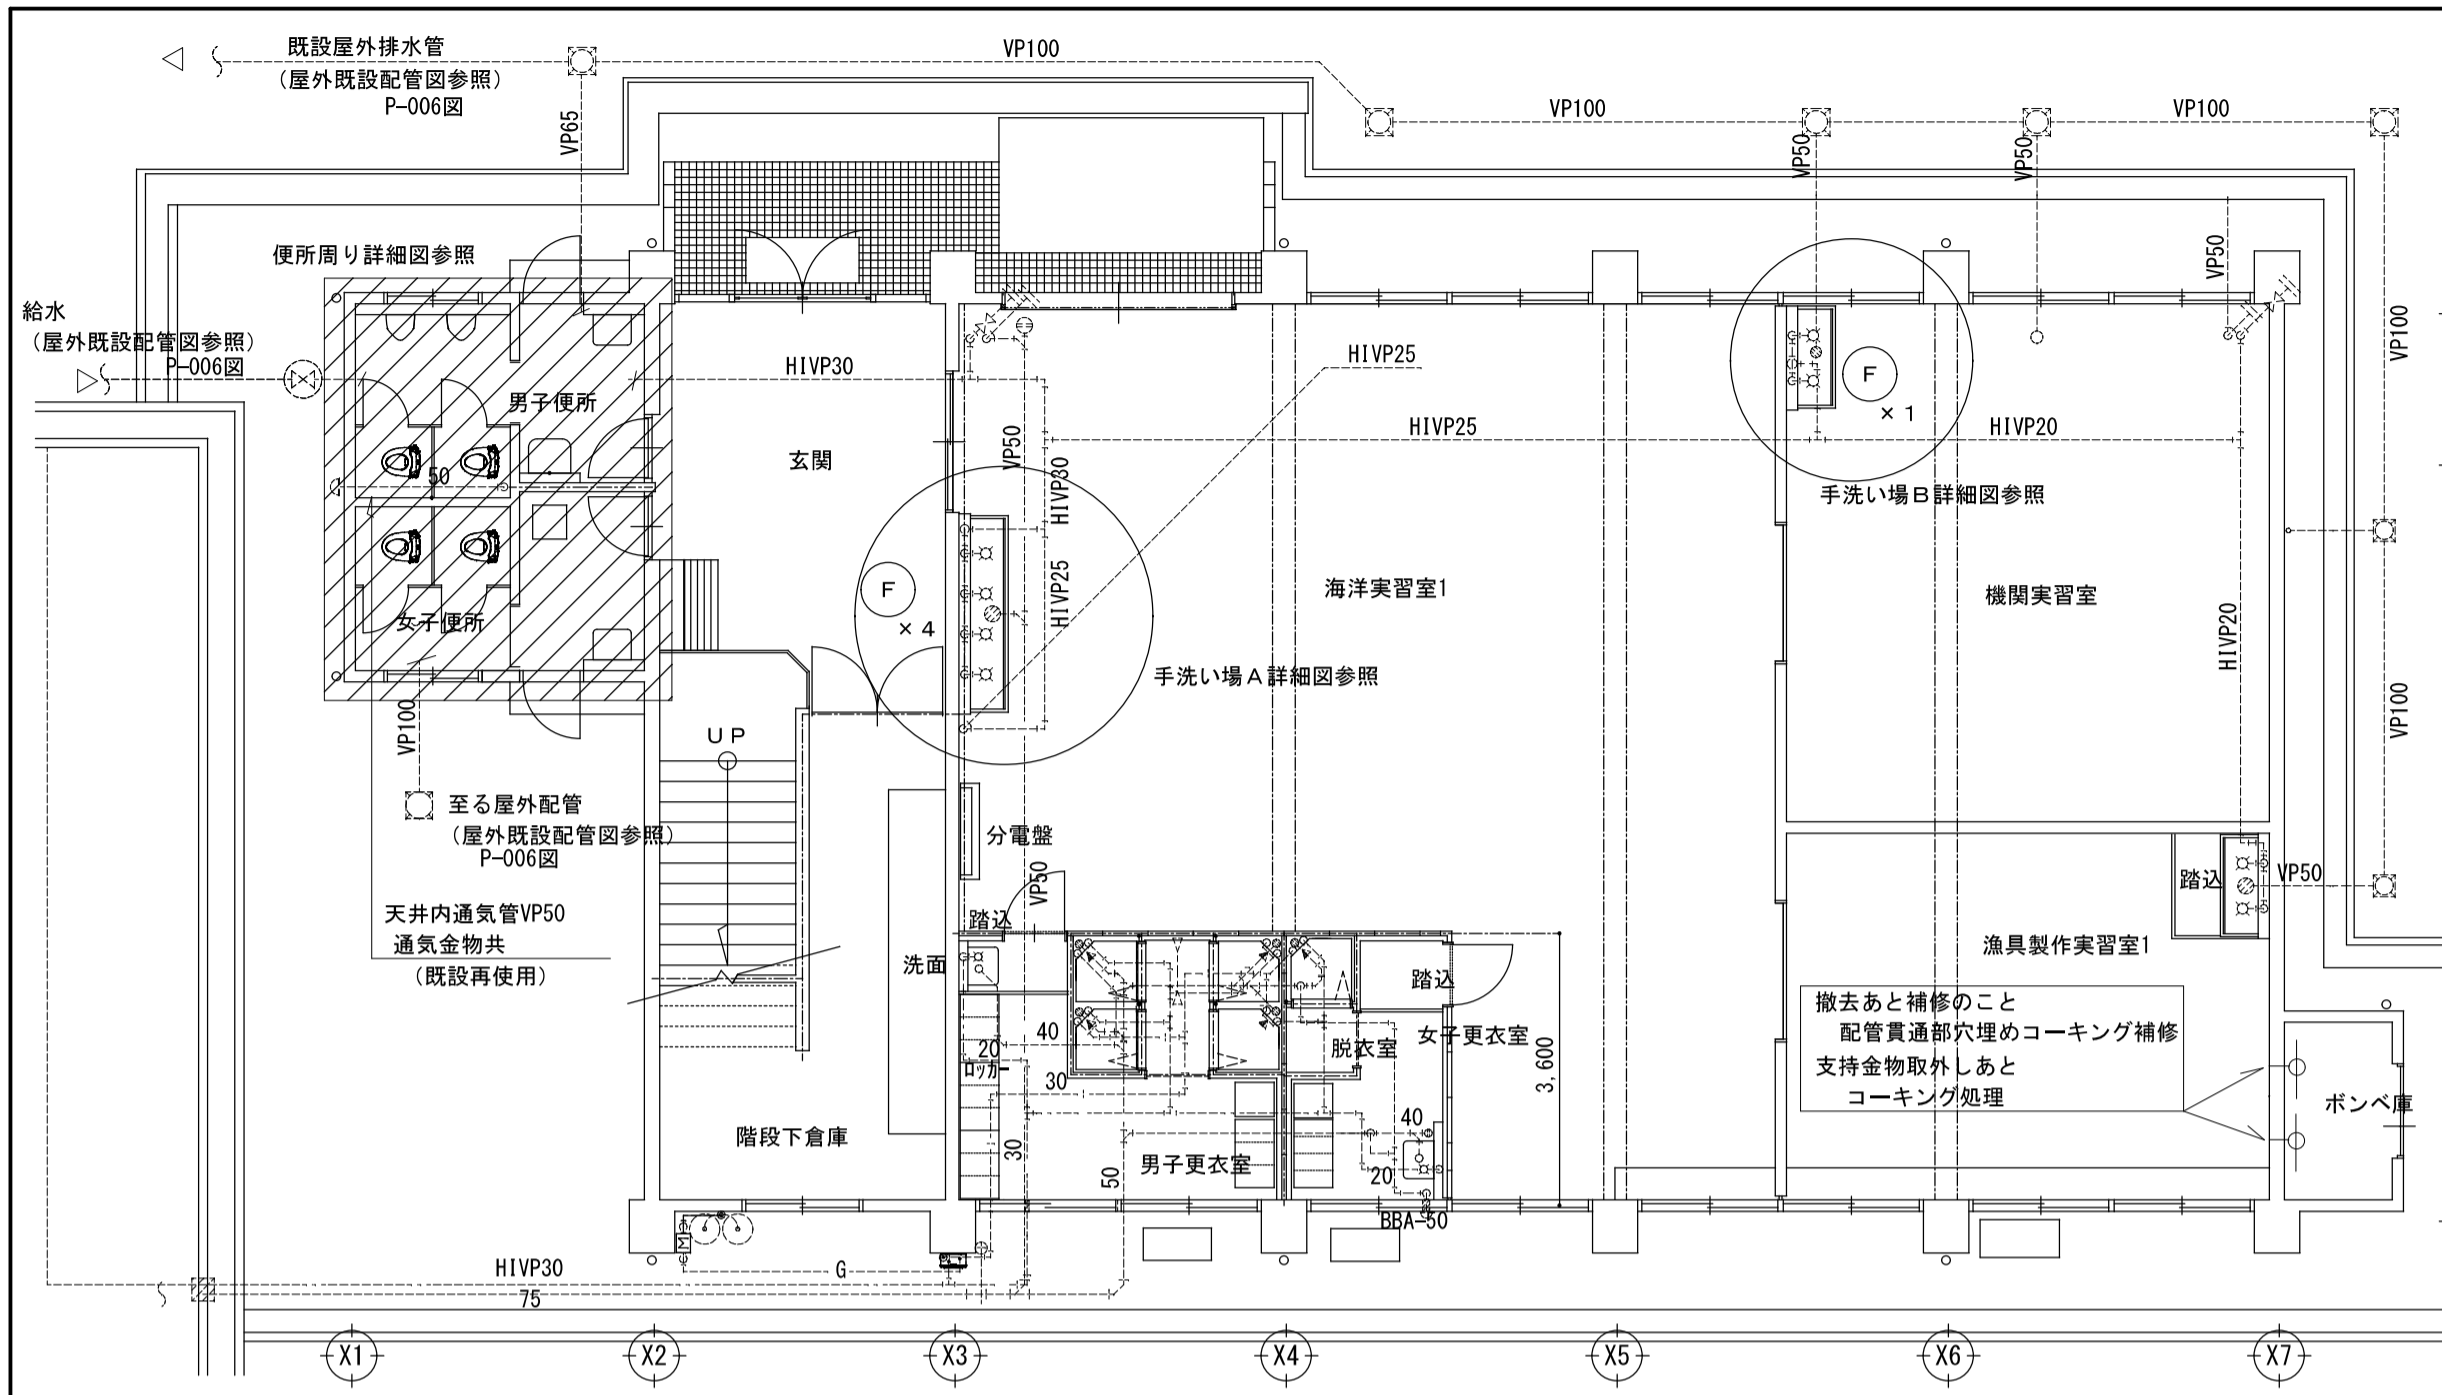 既設屋外排水管
(屋外既設配管図参照)
P-006図
VP100
VP65
VP100
VP50
VP50
VP100
便所周り詳細図参照
VP50
給水
(屋外既設配管図参照)
P-006図
HIVP30
HIVP25
F
×1
VP100
男子便所
玄関
VP50
HIVP25
HIVP20
50
HIVP30
手洗い場B詳細図参照
F
×4
HIVP25
海洋実習室1
機関実習室
女子便所
HIVP20
手洗い場A詳細図参照
VP100
VP100
UP
至る屋外配管
(屋外既設配管図参照)
P-006図
分電盤
VP50
踏込
VP50
天井内通気管VP50
通気金物共
(既設再使用)
踏込
洗面
踏込
漁具製作実習室1
撤去あと補修のこと
配管貫通部穴埋めコーキング補修
支持金物取外しあと
コーキング処理
40
20
ロッカー
30
脱衣室
女子更衣室
3,600
ボンベ庫
階段下倉庫
30
50
男子更衣室
40
20
BBA-50
M
HIVP30
G
75
X1
X2
X3
X4
X5
X6
X7